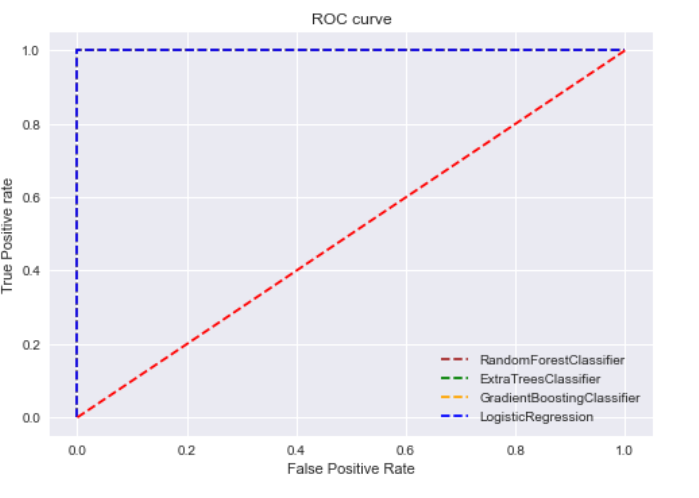 ROC curve
1.0
0.8
0.6
0.4
0.2
0.0
True Positive rate
RandomForestClassifier
ExtraTreesClassifier
GradientBoostingClassifier
LogisticRegression
0.0 0.2 0.4 0.6 0.8 1.0
False Positive Rate